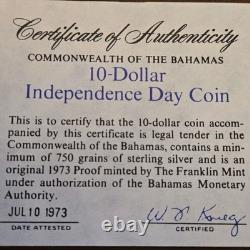 Certificate of Authenticity
COMMONWEALTH OF THE BAHAMAS
10-Dollar
Independence Day Coin
This is to certify that the 10-dollar coin accom-
panied by this certificate is legal tender in the
Commonwealth of the Bahamas, contains a mini-
mum of 750 grains of sterling silver and is an
original 1973 Proof minted by The Franklin Mint
under authorization of the Bahamas Monetary
Authority.
JUL 10 1973
DATE ATTESTED
CERTIFIED